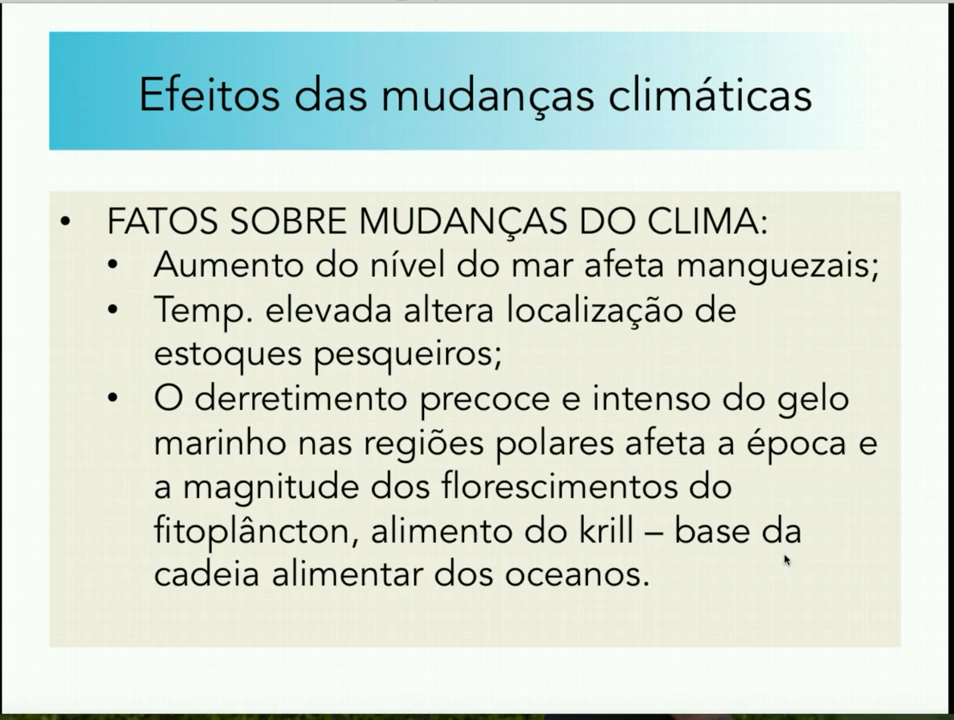 Efeitos das mudanças climáticas
• FATOS SOBRE MUDANÇAS DO CLIMA:
• Aumento do nível do mar afeta manguezais;
• Temp. elevada altera localização de
estoques pesqueiros;
• O derretimento precoce e intenso do gelo
marinho nas regiões polares afeta a época e
a magnitude dos florescimentos do
fitoplâncton, alimento do krill – base da
cadeia alimentar dos oceanos.